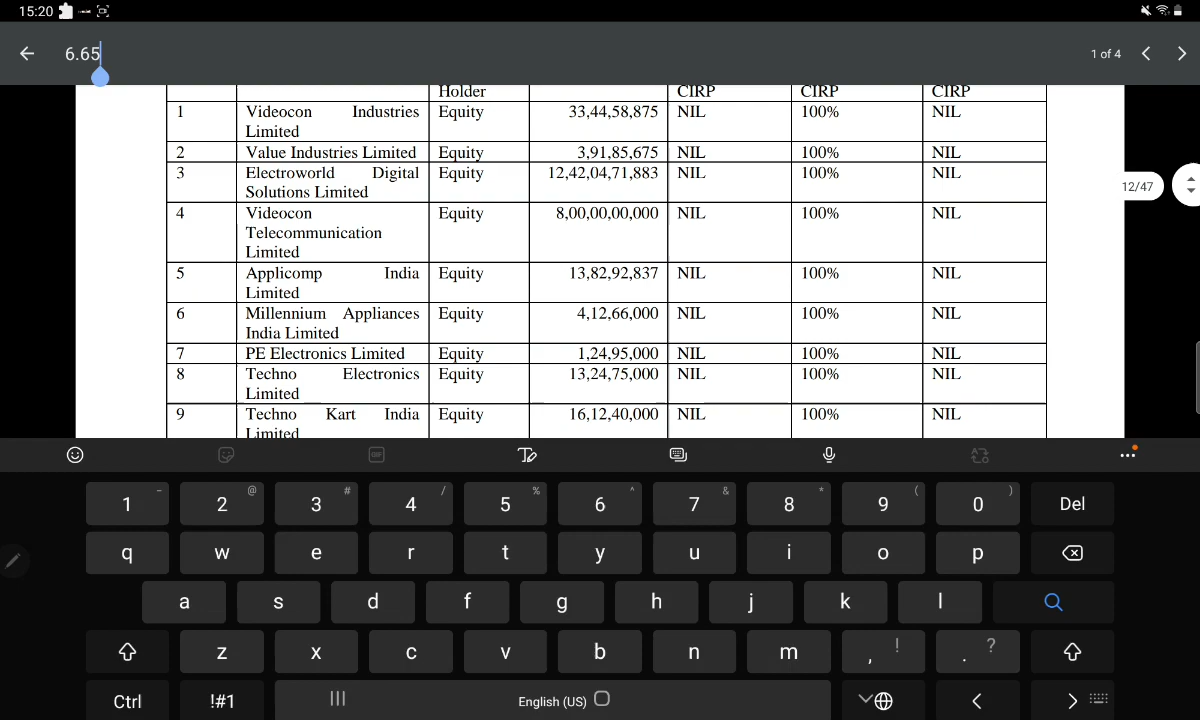 15:20
6.65
1 of 4
Holder CIRP CIRP CIRP
1 Videocon Industries Equity 33,44,58,875 NIL 100% NIL
Limited
2 Value Industries Limited Equity 3,91,85,675 NIL 100% NIL
3 Electroworld Digital Equity 12,42,04,71,883 NIL 100% NIL
Solutions Limited
12/47
4 Videocon Equity 8,00,00,00,000 NIL 100% NIL
Telecommunication
Limited
5 Applicomp India Equity 13,82,92,837 NIL 100% NIL
Limited
6 Millennium Appliances Equity 4,12,66,000 NIL 100% NIL
India Limited
7 PE Electronics Limited Equity 1,24,95,000 NIL 100% NIL
8 Techno Electronics Equity 13,24,75,000 NIL 100% NIL
Limited
9 Techno Kart India Equity 16,12,40,000 NIL 100% NIL
Limited
GIF
1 - 2 @ 3 # 4 / 5 % 6 ^ 7 & 8 * 9 ( 0 ) Del
q w e r t y u i o p
a s d f g h j k l
z x c v b n m , ! . ?
Ctrl !#1 English (US) < >